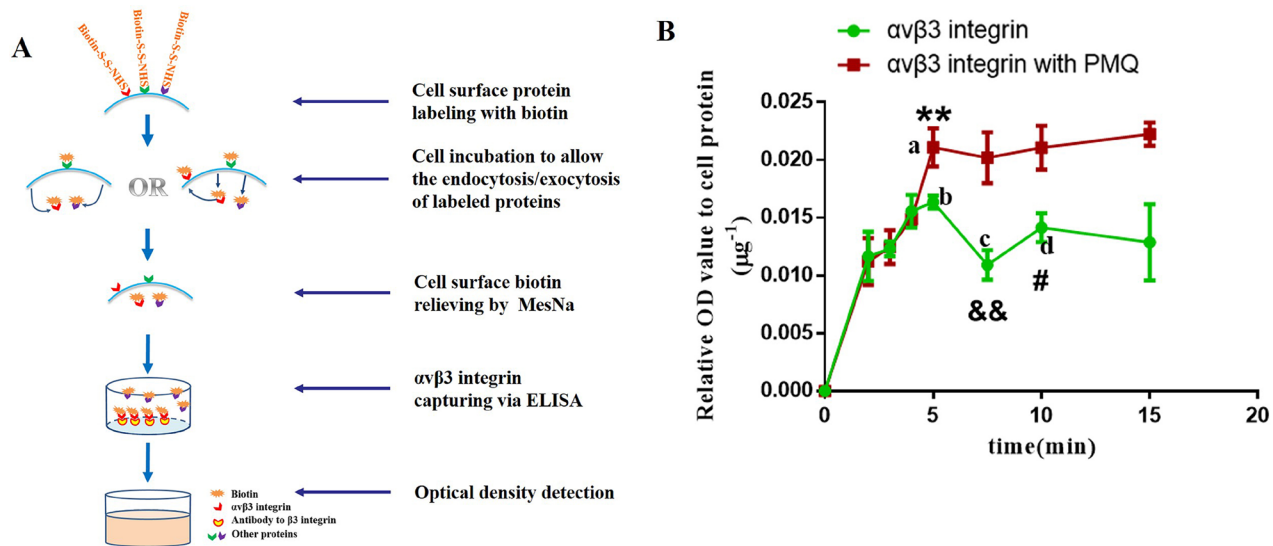 A
Biotin-S-S-NHS
Biotin-S-S-NHS
Biotin-S-S-NHS
Cell surface protein
labeling with biotin
OR
Cell incubation to allow
the endocytosis/exocytosis
of labeled proteins
Cell surface biotin
relieving by MesNa
αvβ3 integrin
capturing via ELISA
Optical density detection
Biotin
αvβ3 integrin
Antibody to β3 integrin
Other proteins
B
αvβ3 integrin
αvβ3 integrin with PMQ
Relative OD value to cell protein
(µg⁻¹)
0.025
0.020
0.015
0.010
0.005
0.000
**
a
b
c
d
&&
#
0
5
10
15
20
time(min)